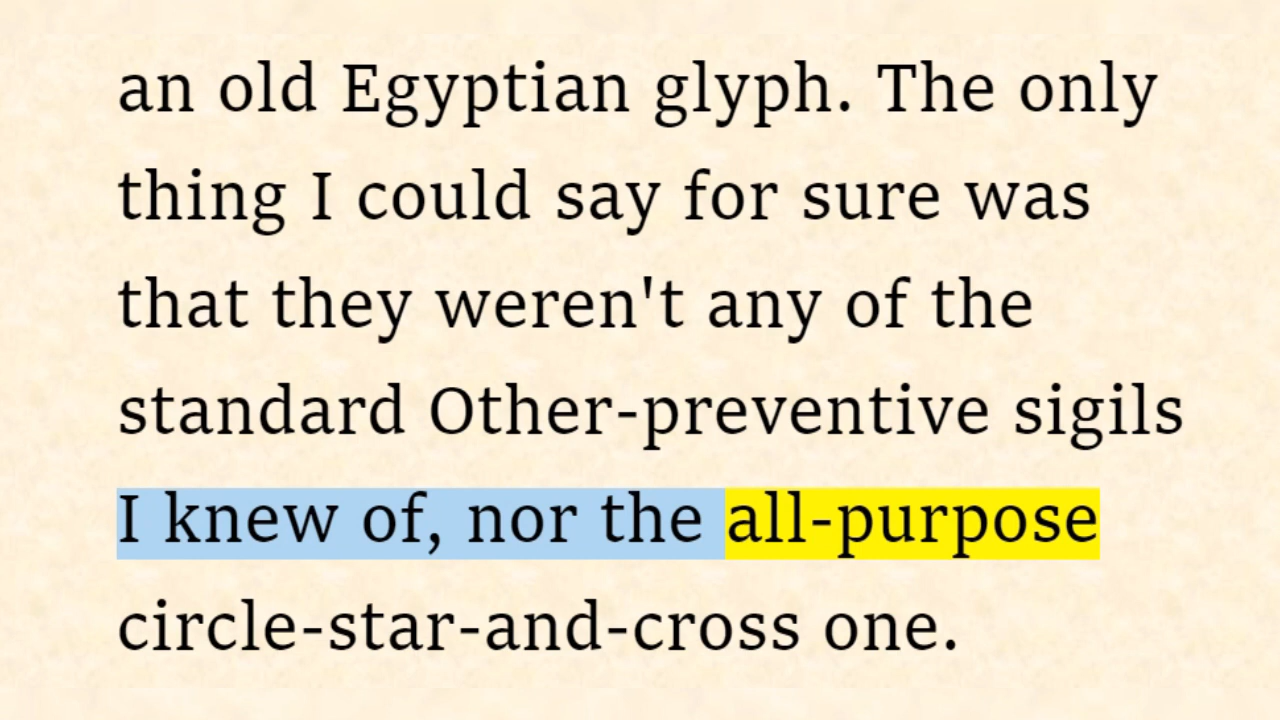 an old Egyptian glyph. The only
thing I could say for sure was
that they weren't any of the
standard Other-preventive sigils
I knew of, nor the all-purpose
circle-star-and-cross one.